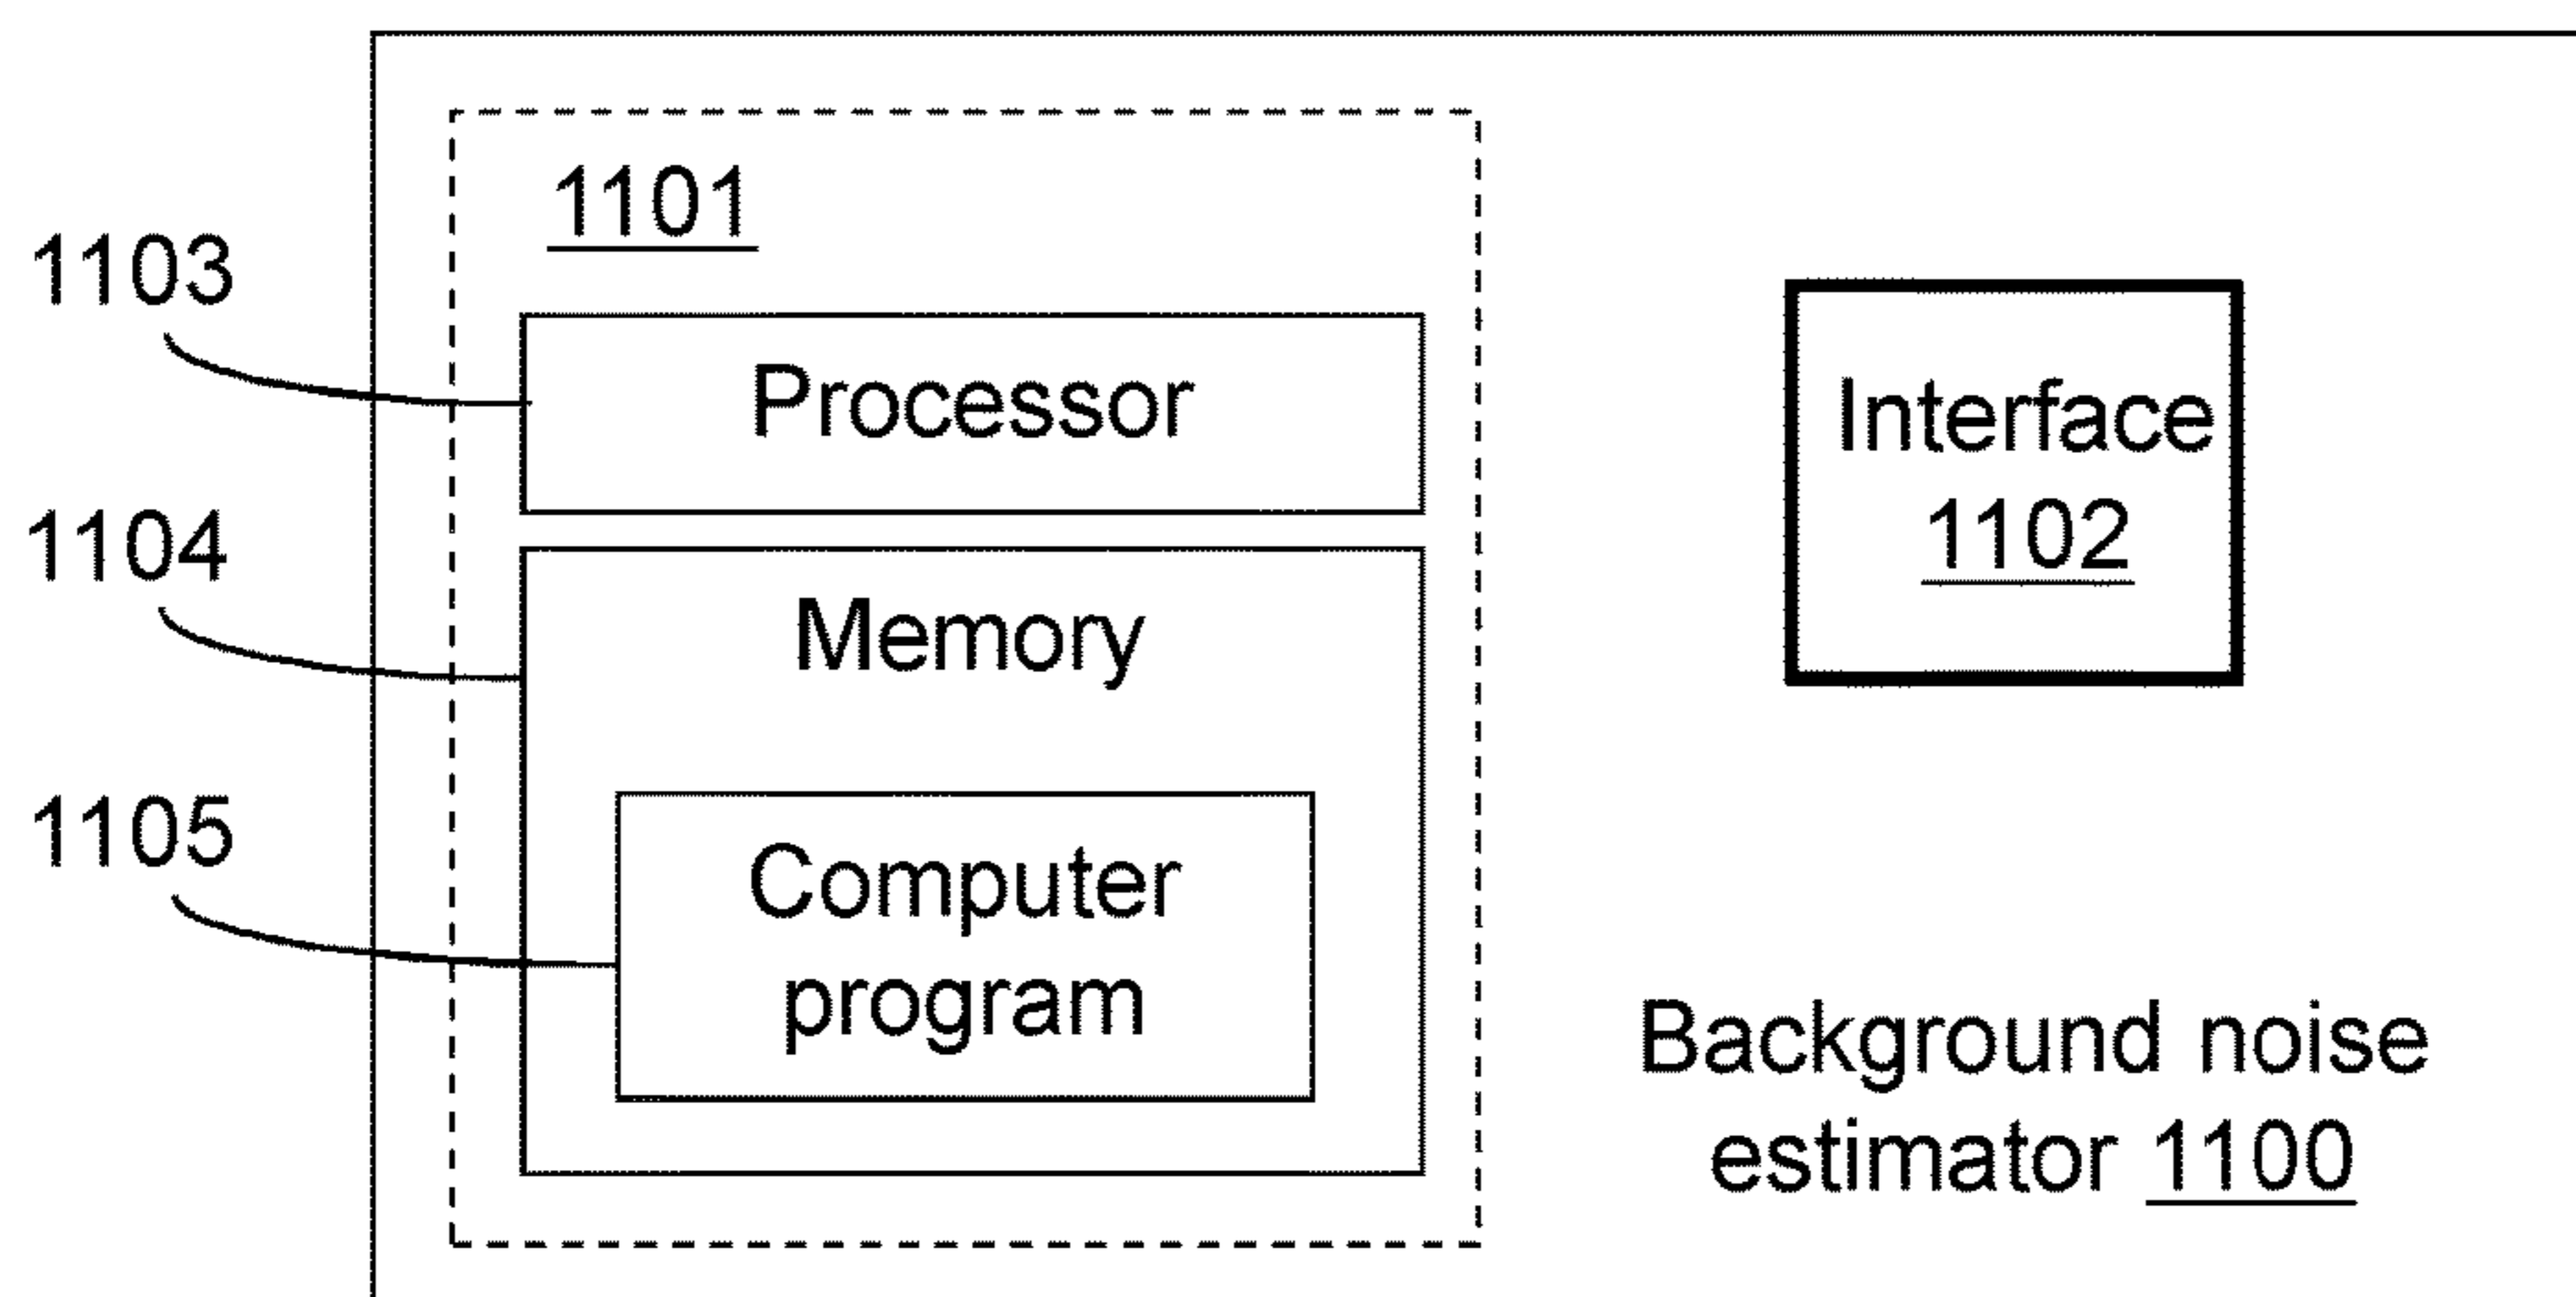 1101
1103
Processor
Interface
1102
1104
Memory
1105
Computer
program
Background noise
estimator 1100